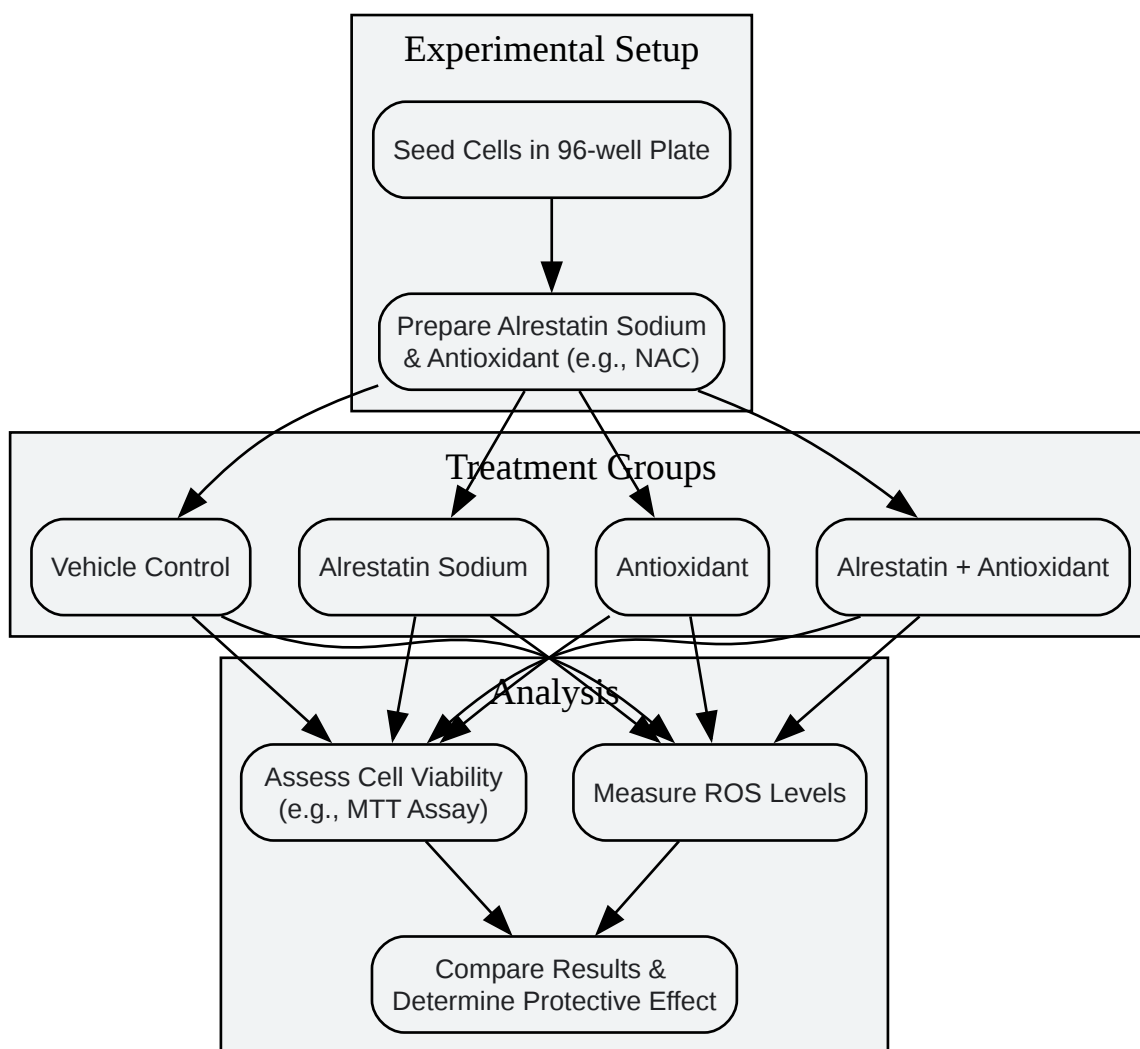 Experimental Setup
Seed Cells in 96-well Plate
Prepare Alrestatin Sodium
& Antioxidant (e.g., NAC)
Treatment Groups
Vehicle Control
Alrestatin Sodium
Antioxidant
Alrestatin + Antioxidant
Analysis
Assess Cell Viability
(e.g., MTT Assay)
Measure ROS Levels
Compare Results &
Determine Protective Effect